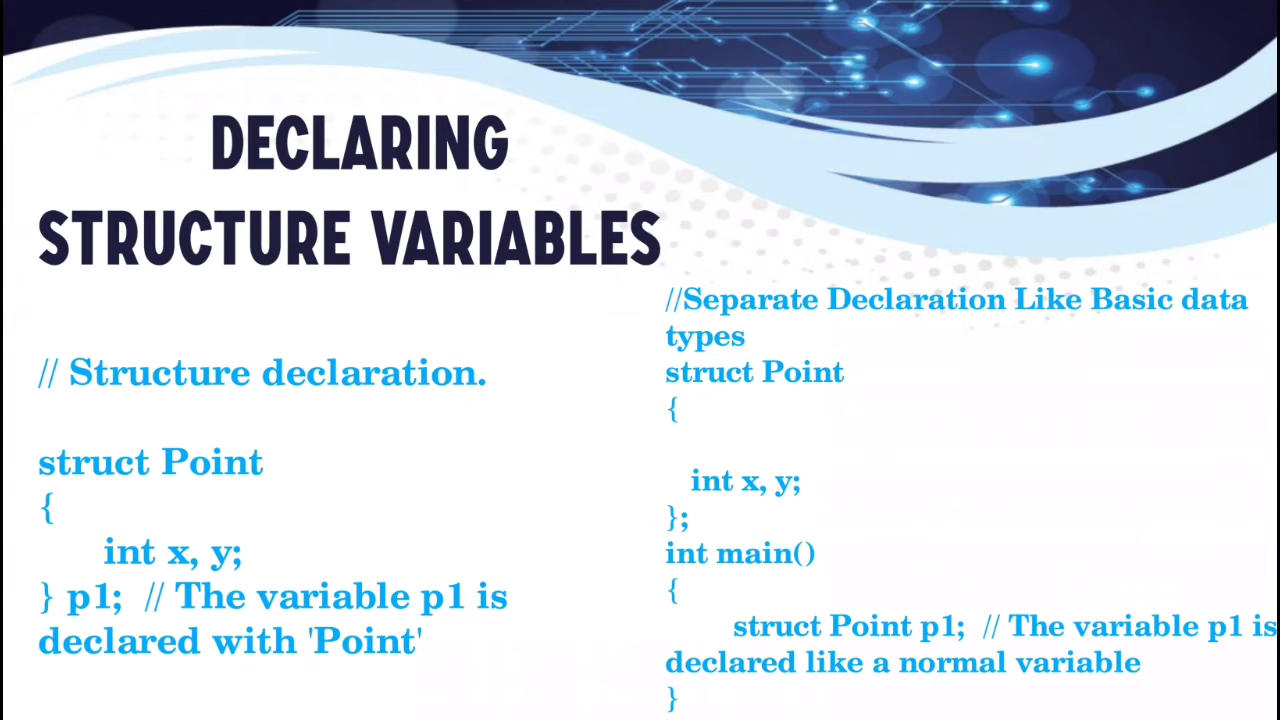 DECLARING
STRUCTURE VARIABLES
// Structure declaration.
struct Point
{
int x, y;
} p1; // The variable p1 is
declared with 'Point'
//Separate Declaration Like Basic data
types
struct Point
{
int x, y;
};
int main()
{
struct Point p1; // The variable p1 is
declared like a normal variable
}